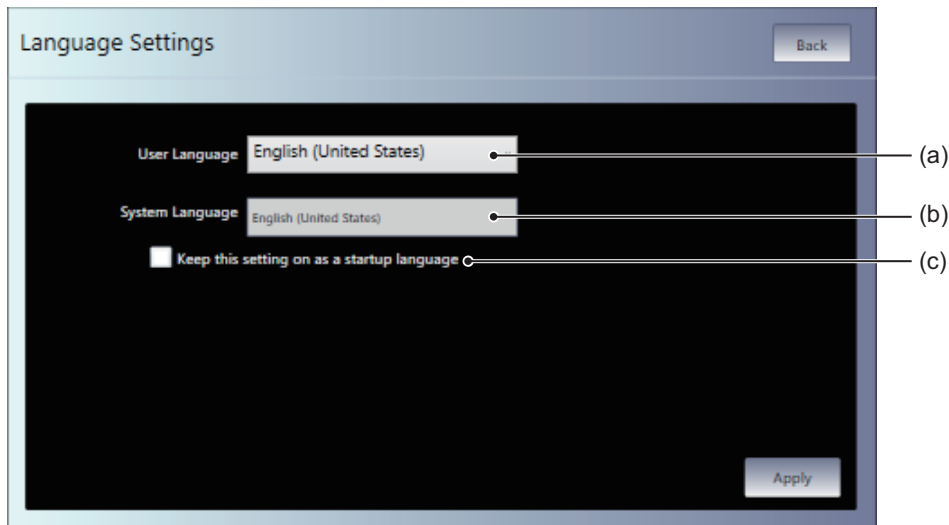 Language Settings
Back
User Language English (United States)
(a)
System Language English (United States)
(b)
Keep this setting on as a startup language
(c)
Apply